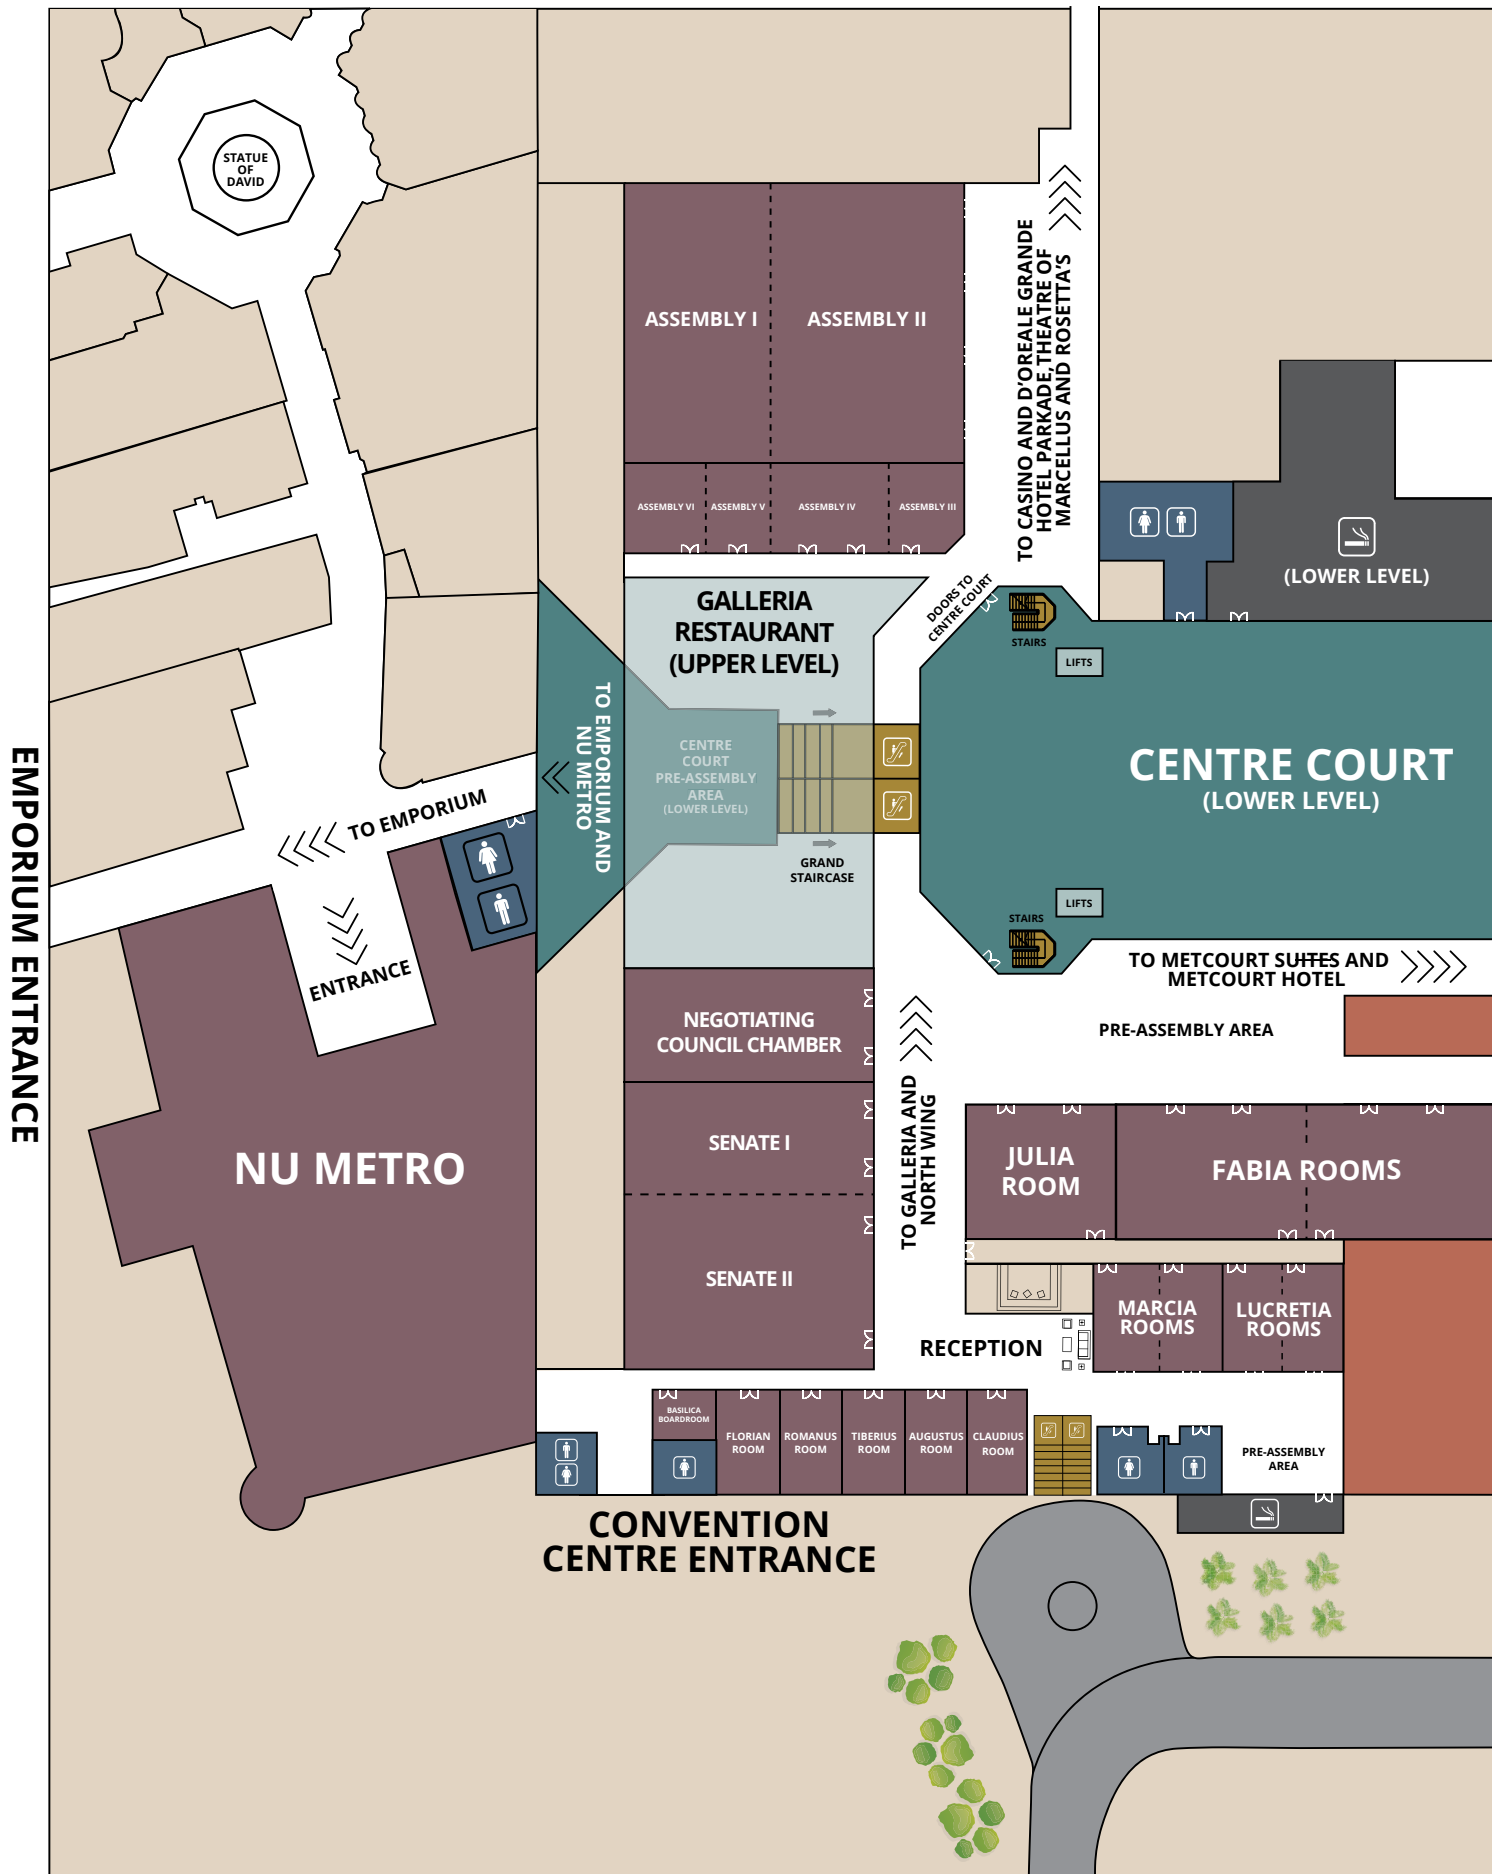 STATUE
OF
DAVID
ASSEMBLY I
ASSEMBLY II
ASSEMBLY VI
ASSEMBLY V
ASSEMBLY IV
ASSEMBLY III
TO CASINO AND D'OREALE GRANDE
HOTEL PARKADE,THEATRE OF
MARCELLUS AND ROSETTA'S
(LOWER LEVEL)
GALLERIA
RESTAURANT
(UPPER LEVEL)
DOORS TO
CENTRE COURT
STAIRS
LIFTS
TO EMPORIUM AND
NU METRO
CENTRE
COURT
PRE-ASSEMBLY
AREA
(LOWER LEVEL)
GRAND
STAIRCASE
CENTRE COURT
(LOWER LEVEL)
LIFTS
STAIRS
EMPORIUM ENTRANCE
TO EMPORIUM
ENTRANCE
NU METRO
TO METCOURT SUITES AND
METCOURT HOTEL
PRE-ASSEMBLY AREA
NEGOTIATING
COUNCIL CHAMBER
SENATE I
SENATE II
TO GALLERIA AND
NORTH WING
JULIA
ROOM
FABIA ROOMS
MARCIA
ROOMS
LUCRETIA
ROOMS
RECEPTION
BASILICA
BOARDROOM
FLORIAN
ROOM
ROMANUS
ROOM
TIBERIUS
ROOM
AUGUSTUS
ROOM
CLAUDIUS
ROOM
PRE-ASSEMBLY
AREA
CONVENTION
CENTRE ENTRANCE